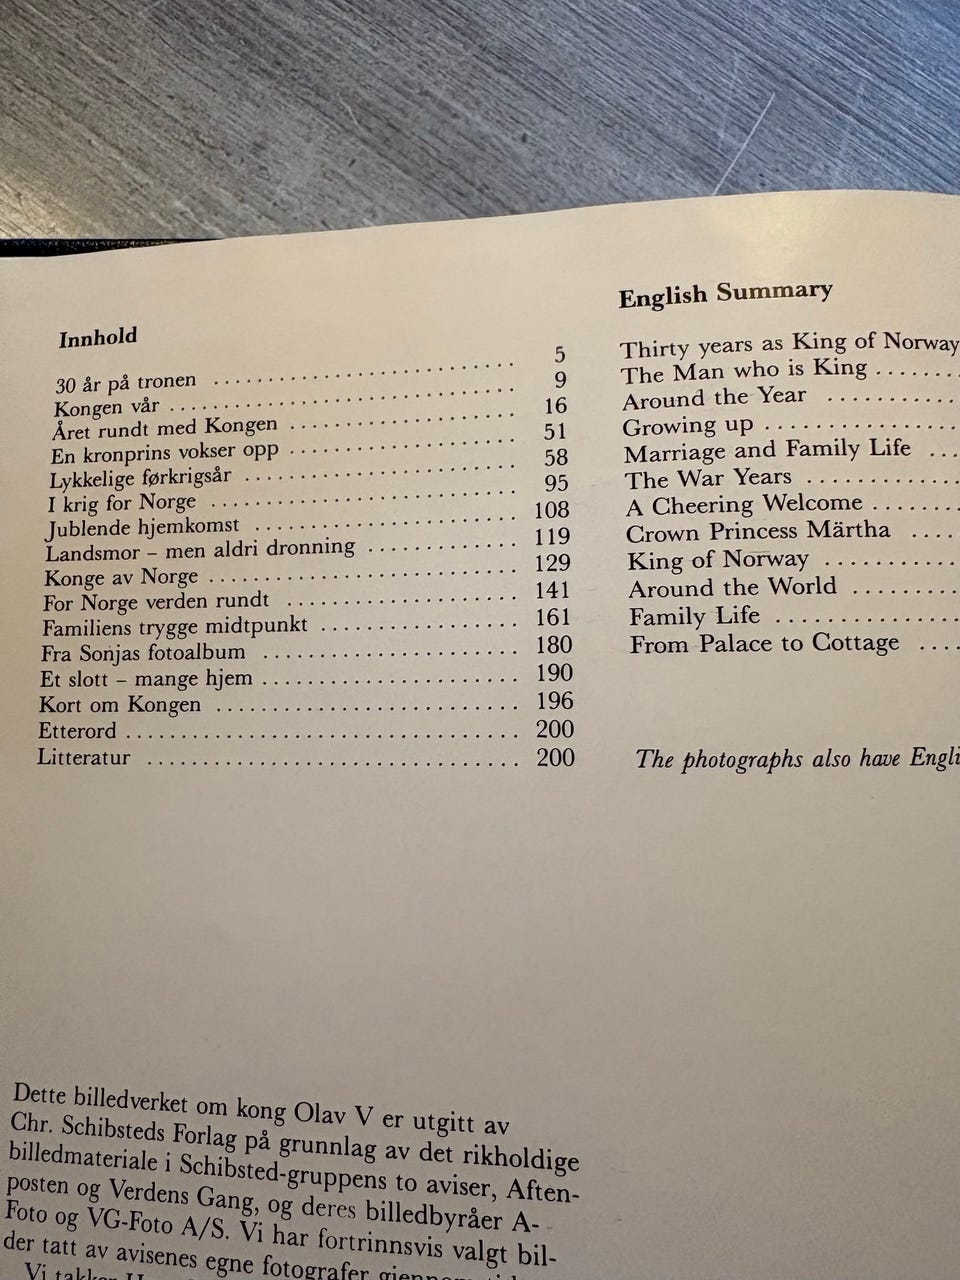 Innhold
30 år på tronen ........................ 5
Kongen vår ........................ 9
Året rundt med Kongen ........................ 16
En kronprins vokser opp ........................ 51
Lykkelige førkrigsår ........................ 58
I krig for Norge ........................ 95
Jublende hjemkomst ........................ 108
Landsmor – men aldri dronning ........................ 119
Konge av Norge ........................ 129
For Norge verden rundt ........................ 141
Familiens trygge midtpunkt ........................ 161
Fra Sonjas fotoalbum ........................ 180
Et slott – mange hjem ........................ 190
Kort om Kongen ........................ 196
Etterord ........................ 200
Litteratur ........................ 200
English Summary
Thirty years as King of Norway
The Man who is King ........
Around the Year ..........
Growing up ...............
Marriage and Family Life ...
The War Years ...........
A Cheering Welcome .......
Crown Princess Märtha ....
King of Norway ..........
Around the World ........
Family Life ..............
From Palace to Cottage ....
The photographs also have Engli
Dette billedverket om kong Olav V er utgitt av
Chr. Schibsteds Forlag på grunnlag av det rikholdige
billedmateriale i Schibsted-gruppens to aviser, Aften-
posten og Verdens Gang, og deres billedbyråer A-
Foto og VG-Foto A/S. Vi har fortrinnsvis valgt bil-
der tatt av avisenes egne fotografer
Vi takker